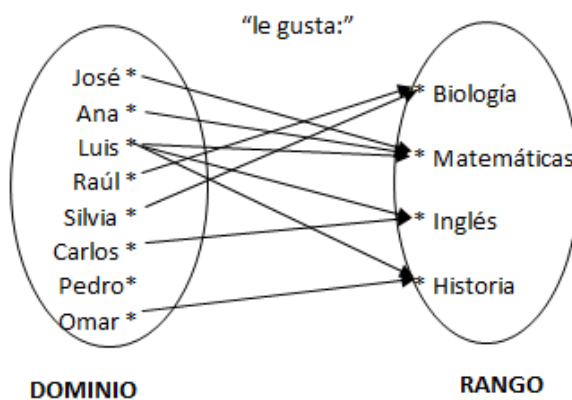 “le gusta:”
José *
Ana *
Luis *
Raúl *
Silvia *
Carlos *
Pedro*
Omar *
* Biología
* Matemáticas
* Inglés
* Historia
DOMINIO
RANGO